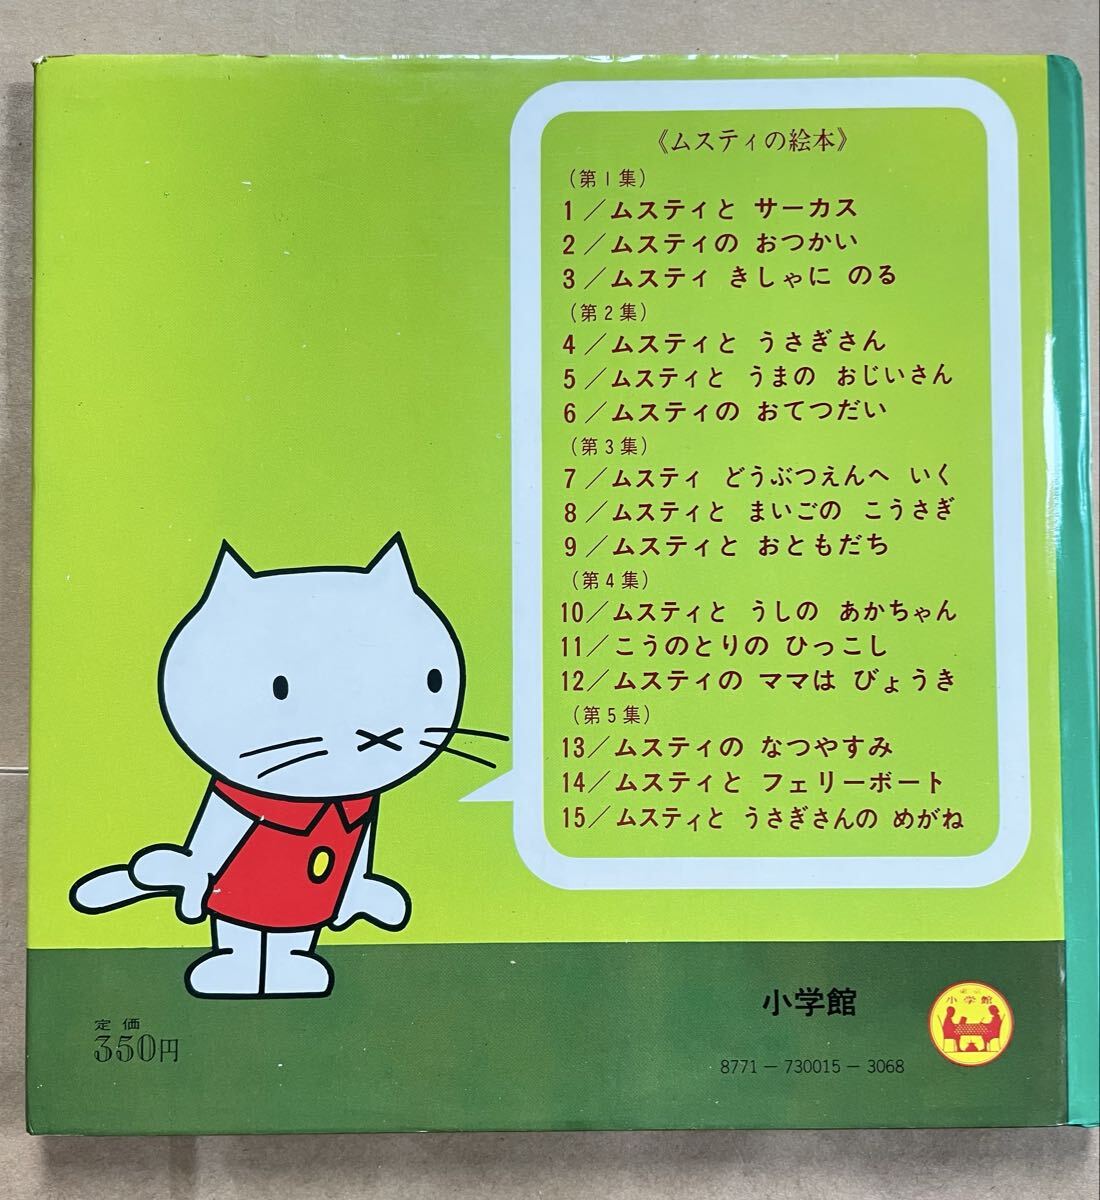 《ムスティの絵本》
(第1集)
1/ムスティと サーカス
2/ムスティの おつかい
3/ムスティ きしゃに のる
(第2集)
4/ムスティと うさぎさん
5/ムスティと うまの おじいさん
6/ムスティの おてつだい
(第3集)
7/ムスティ どうぶつえんへ いく
8/ムスティと まいごの こうさぎ
9/ムスティと おともだち
(第4集)
10/ムスティと うしの あかちゃん
11/こうのとりの ひっこし
12/ムスティの ママは びょうき
(第5集)
13/ムスティの なつやすみ
14/ムスティと フェリーボート
15/ムスティと うさぎさんの めがね
小学館
小学館
定価
350円
8771-730015-3068